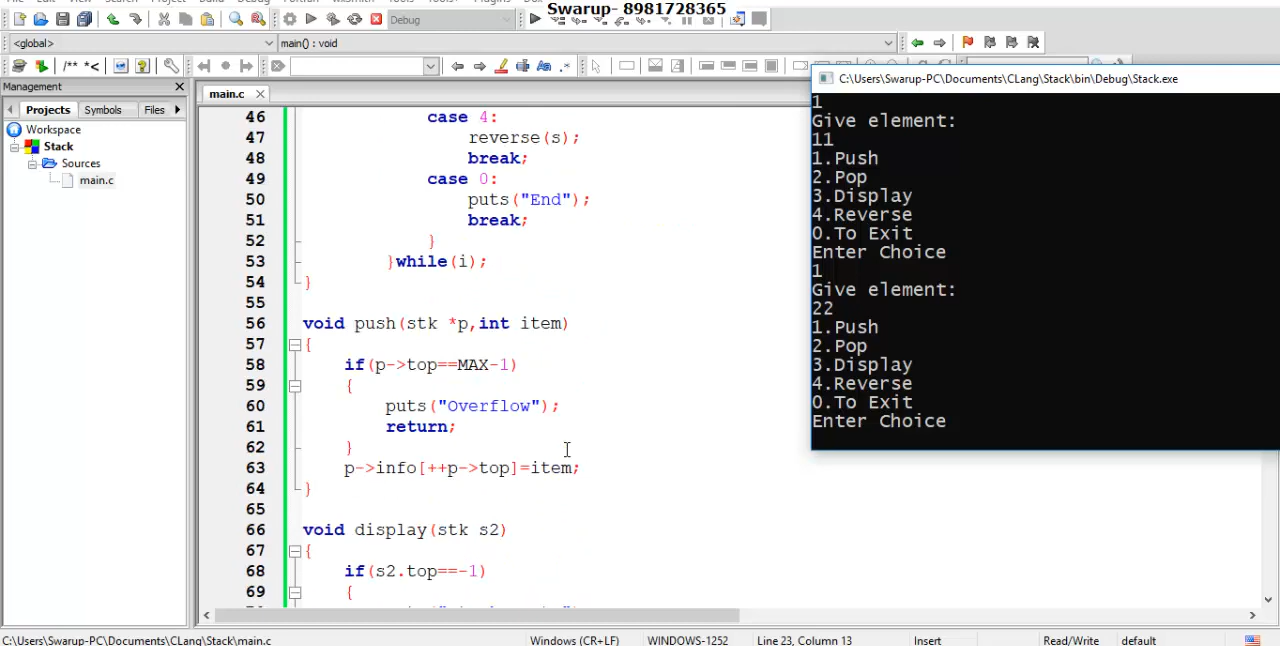 Swarup- 8981728365
Debug
<global>
main() : void
/** *<
.*
Management
Projects
Symbols
Files
Workspace
Stack
Sources
main.c
main.c
46 case 4:
47 reverse(s);
48 break;
49 case 0:
50 puts("End");
51 break;
52 }
53 }while(i);
54 }
55
56 void push(stk *p,int item)
57 {
58 if(p->top==MAX-1)
59 {
60 puts("Overflow");
61 return;
62 }
63 p->info[++p->top]=item;
64 }
65
66 void display(stk s2)
67 {
68 if(s2.top==-1)
69 {
C:\Users\Swarup-PC\Documents\CLang\Stack\bin\Debug\Stack.exe
1
Give element:
11
1.Push
2.Pop
3.Display
4.Reverse
0.To Exit
Enter Choice
1
Give element:
22
1.Push
2.Pop
3.Display
4.Reverse
0.To Exit
Enter Choice
C:\Users\Swarup-PC\Documents\CLang\Stack\main.c
Windows (CR+LF)
WINDOWS-1252
Line 23, Column 13
Insert
Read/Write
default